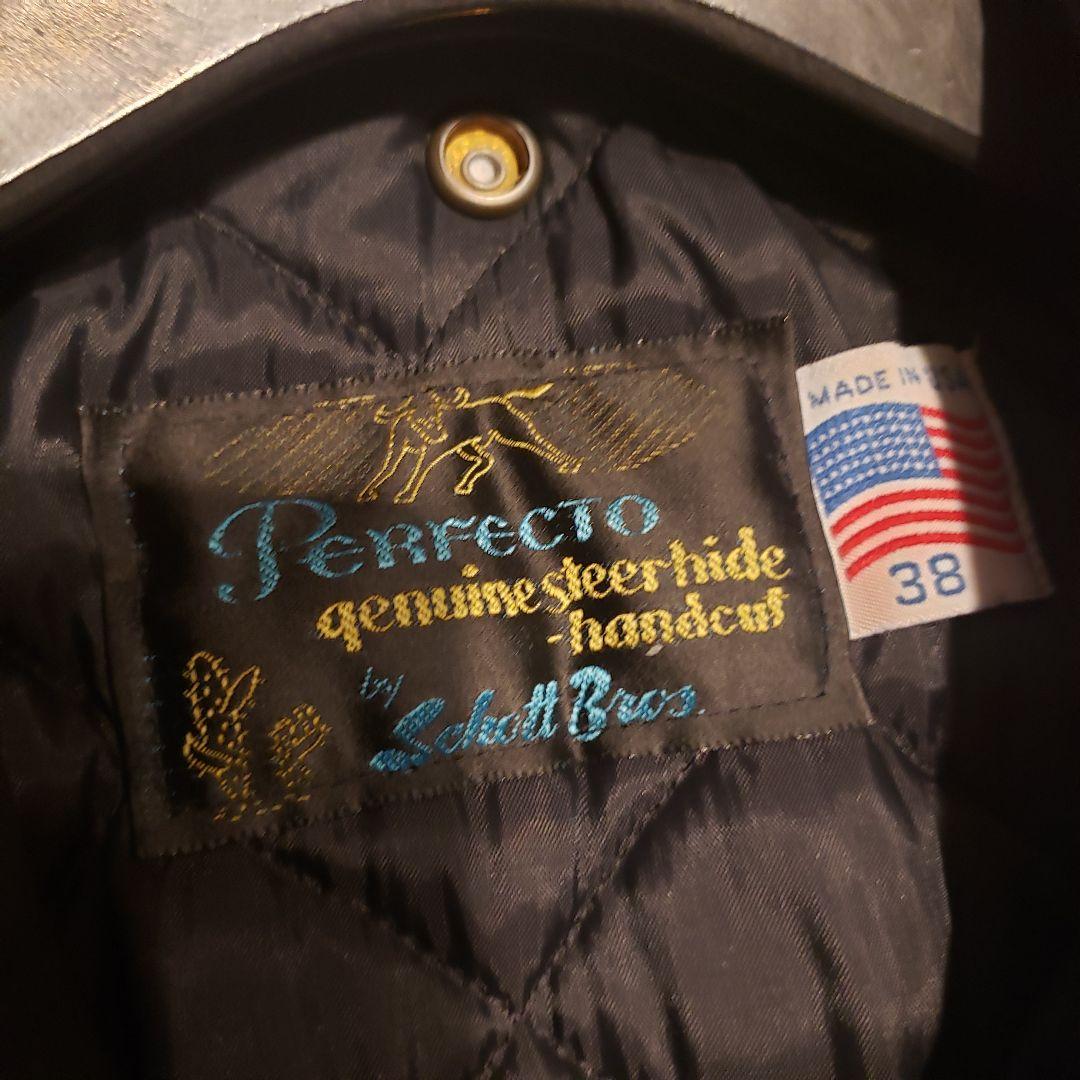 PERFECTO
genuine steerhide
-handcut
by
Schott Bros.
MADE IN USA
38